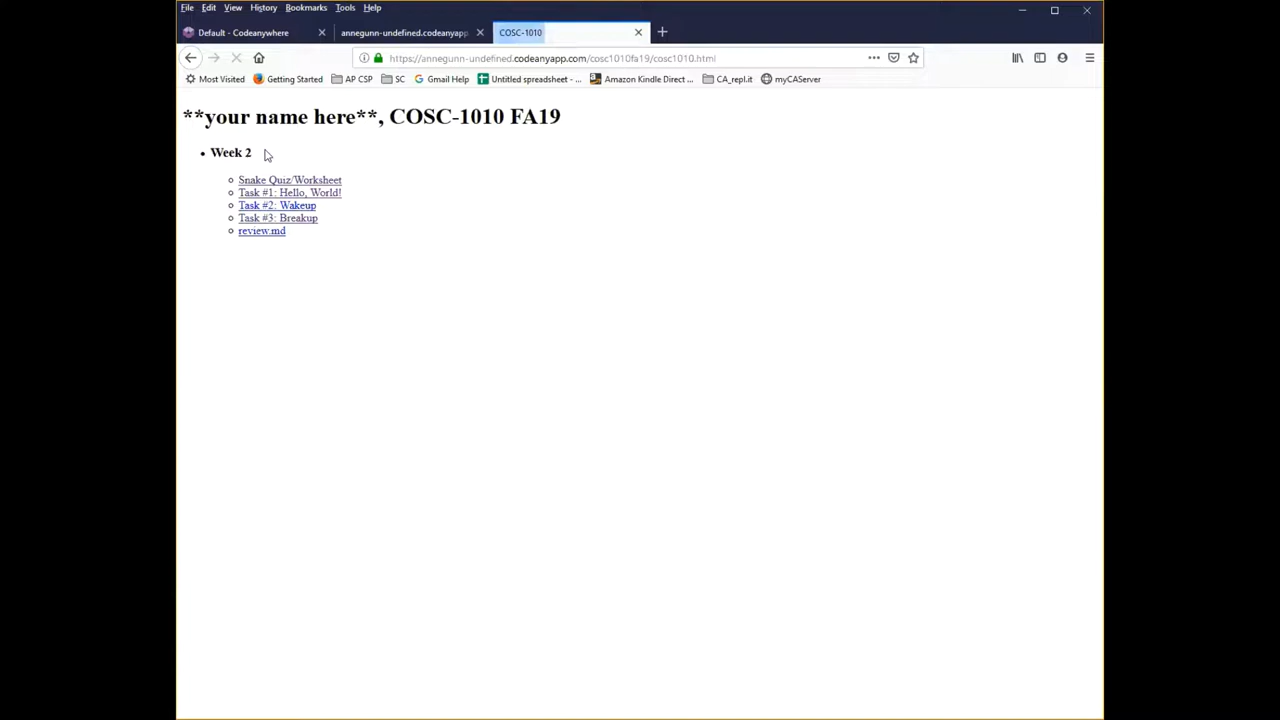 File Edit View History Bookmarks Tools Help
Default - Codeanywhere annegunn-undefined.codeanyapp COSC-1010
https://annegunn-undefined.codeanyapp.com/cosc1010fa19/cosc1010.html
Most Visited Getting Started AP CSP SC Gmail Help Untitled spreadsheet - ... Amazon Kindle Direct ... CA_repl.it myCAServer
**your name here**, COSC-1010 FA19
Week 2
Snake Quiz/Worksheet
Task #1: Hello, World!
Task #2: Wakeup
Task #3: Breakup
review.md